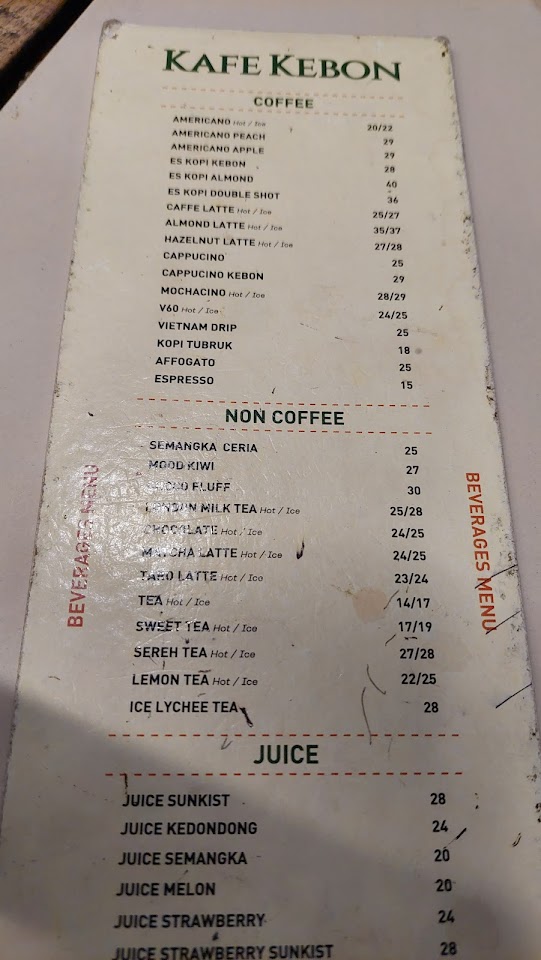 KAFE KEBON
COFFEE
AMERICANO Hot / Ice 20/22
AMERICANO PEACH 29
AMERICANO APPLE 29
ES KOPI KEBON 28
ES KOPI ALMOND 40
ES KOPI DOUBLE SHOT 36
CAFFE LATTE Hot / Ice 25/27
ALMOND LATTE Hot / Ice 35/37
HAZELNUT LATTE Hot / Ice 27/28
CAPPUCINO 25
CAPPUCINO KEBON 29
MOCHACINO Hot / Ice 28/29
V60 Hot / Ice 24/25
VIETNAM DRIP 25
KOPI TUBRUK 18
AFFOGATO 25
ESPRESSO 15
NON COFFEE
SEMANGKA CERIA 25
MOOD KIWI 27
FLUFF 30
LONDON MILK TEA Hot / Ice 25/28
CHOCOLATE Hot / Ice 24/25
MATCHA LATTE Hot / Ice 24/25
TARO LATTE Hot / Ice 23/24
TEA Hot / Ice 14/17
SWEET TEA Hot / Ice 17/19
SEREH TEA Hot / Ice 27/28
LEMON TEA Hot / Ice 22/25
ICE LYCHEE TEA 28
JUICE
JUICE SUNKIST 28
JUICE KEDONDONG 24
JUICE SEMANGKA 20
JUICE MELON 20
JUICE STRAWBERRY 24
JUICE STRAWBERRY SUNKIST 28
BEVERAGES MENU
BEVERAGES MENU